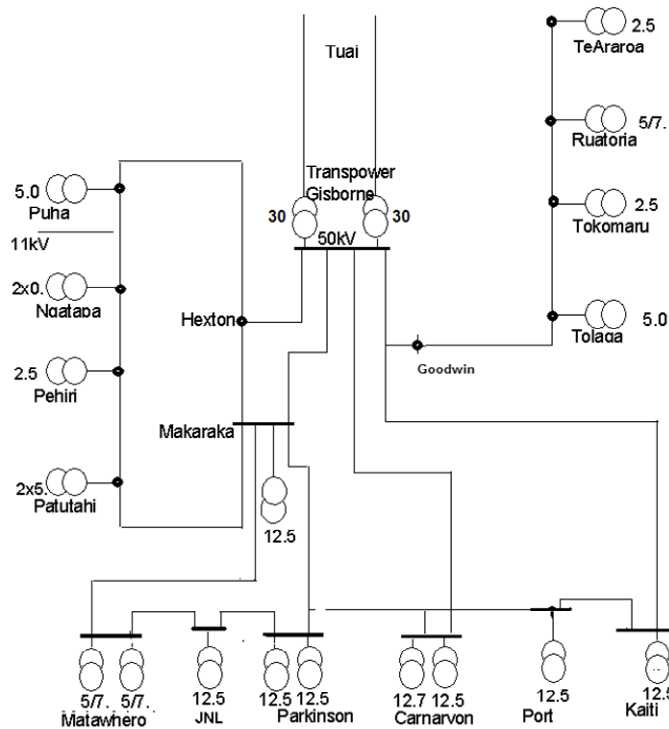 Tuai
2.5
TeAraroa
5/7.
Ruatoria
Transpower
Gisborne
30
30
50kV
5.0
Puha
11kV
2.5
Tokomaru
2x0.
Ngatapa
Hexton
5.0
Tolaga
Goodwin
2.5
Pehiri
Makaraka
2x5.
Patutahi
12.5
5/7.
5/7.
Matawhero
12.5
JNL
12.5
12.5
Parkinson
12.7
12.5
Carnarvon
12.5
Port
12.5
Kaiti